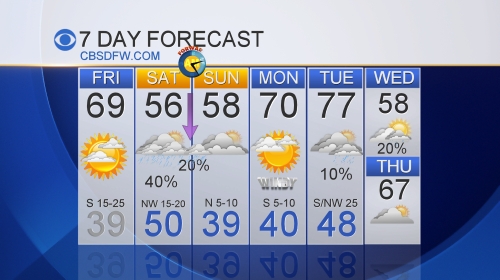 7 DAY FORECAST
CBSDFW.COM
FORWARD
FRI SAT SUN MON TUE WED
69 56 58 70 77 58
20%
THU
67
WINDY
20%
40%
10%
S 15-25 NW 15-20 N 5-10 S 5-10 S/NW 25
39 50 39 40 48